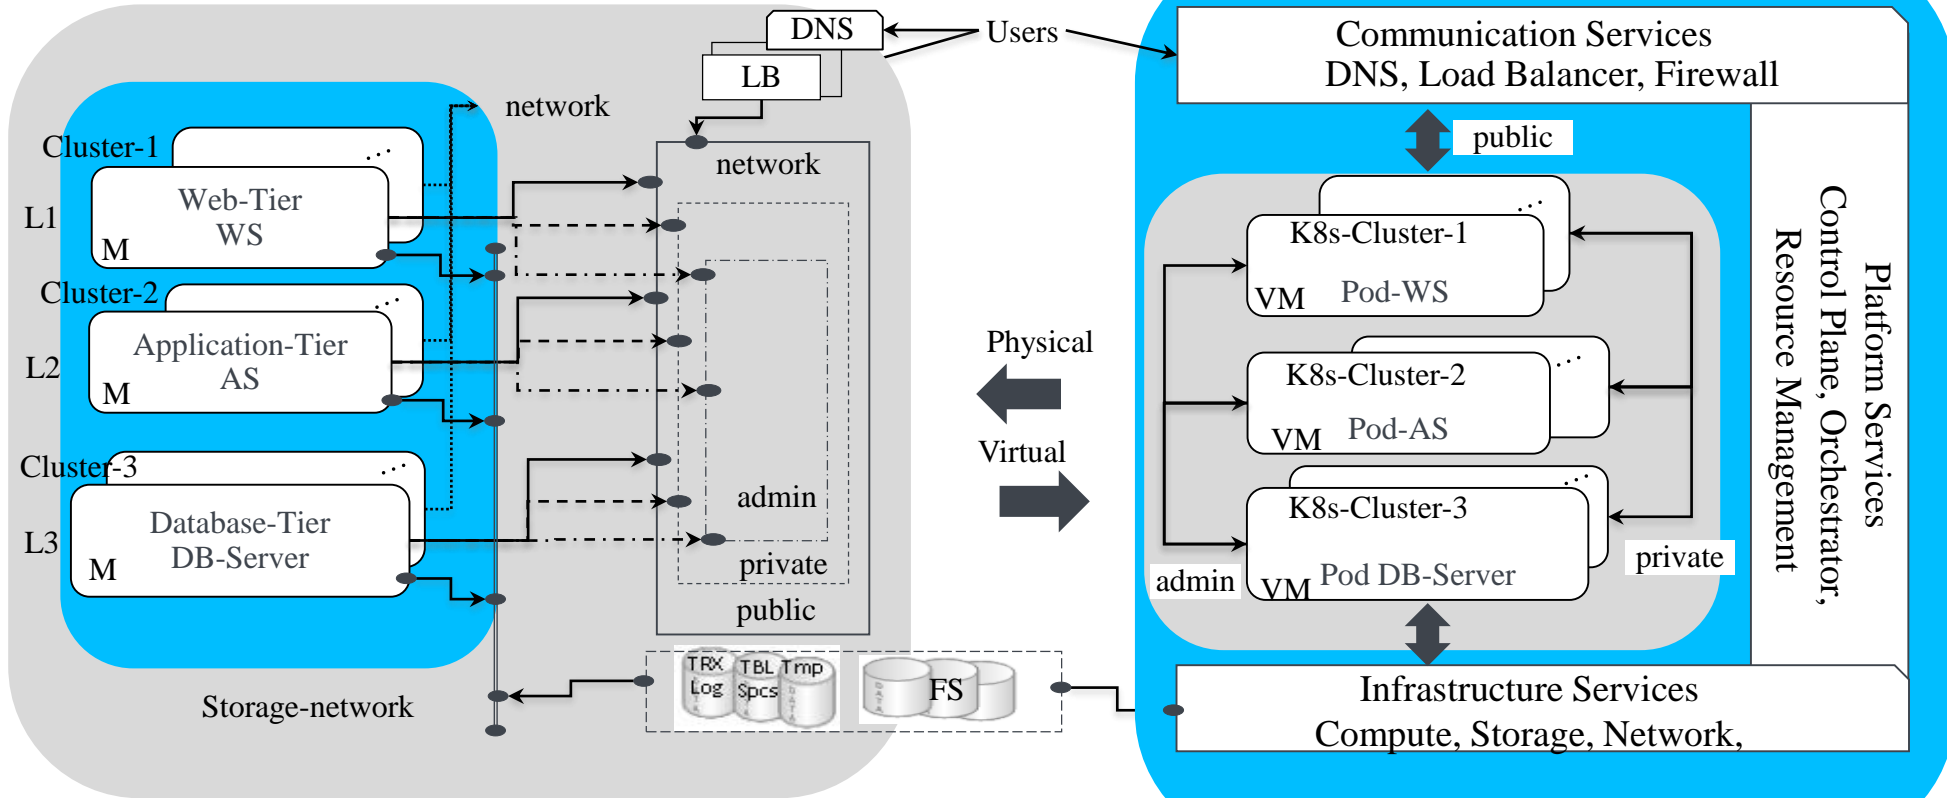 DNS
LB
Users
network
Cluster-1
...
Web-Tier
WS
L1
M
Cluster-2
...
Application-Tier
AS
L2
M
Cluster-3
...
Database-Tier
DB-Server
L3
M
network
admin
private
public
Storage-network
TRX
Log
TBL
Spcs
Tmp
DATA
FS
DATA
Physical
Virtual
Communication Services
DNS, Load Balancer, Firewall
public
...
K8s-Cluster-1
Pod-WS
VM
...
K8s-Cluster-2
Pod-AS
VM
...
K8s-Cluster-3
Pod DB-Server
VM
admin
private
Platform Services
Control Plane, Orchestrator,
Resource Management
Infrastructure Services
Compute, Storage, Network,